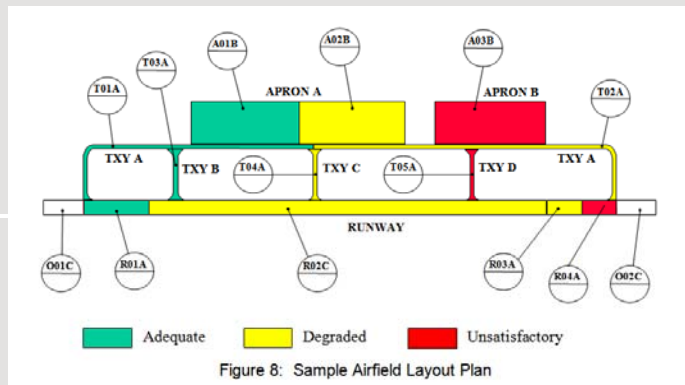 A01B
A02B
A03B
T03A
T01A
APRON A
APRON B
T02A
TXY A
TXY B
T04A
TXY C
T05A
TXY D
TXY A
RUNWAY
O01C
R01A
R02C
R03A
R04A
O02C
Adequate
Degraded
Unsatisfactory
Figure 8: Sample Airfield Layout Plan